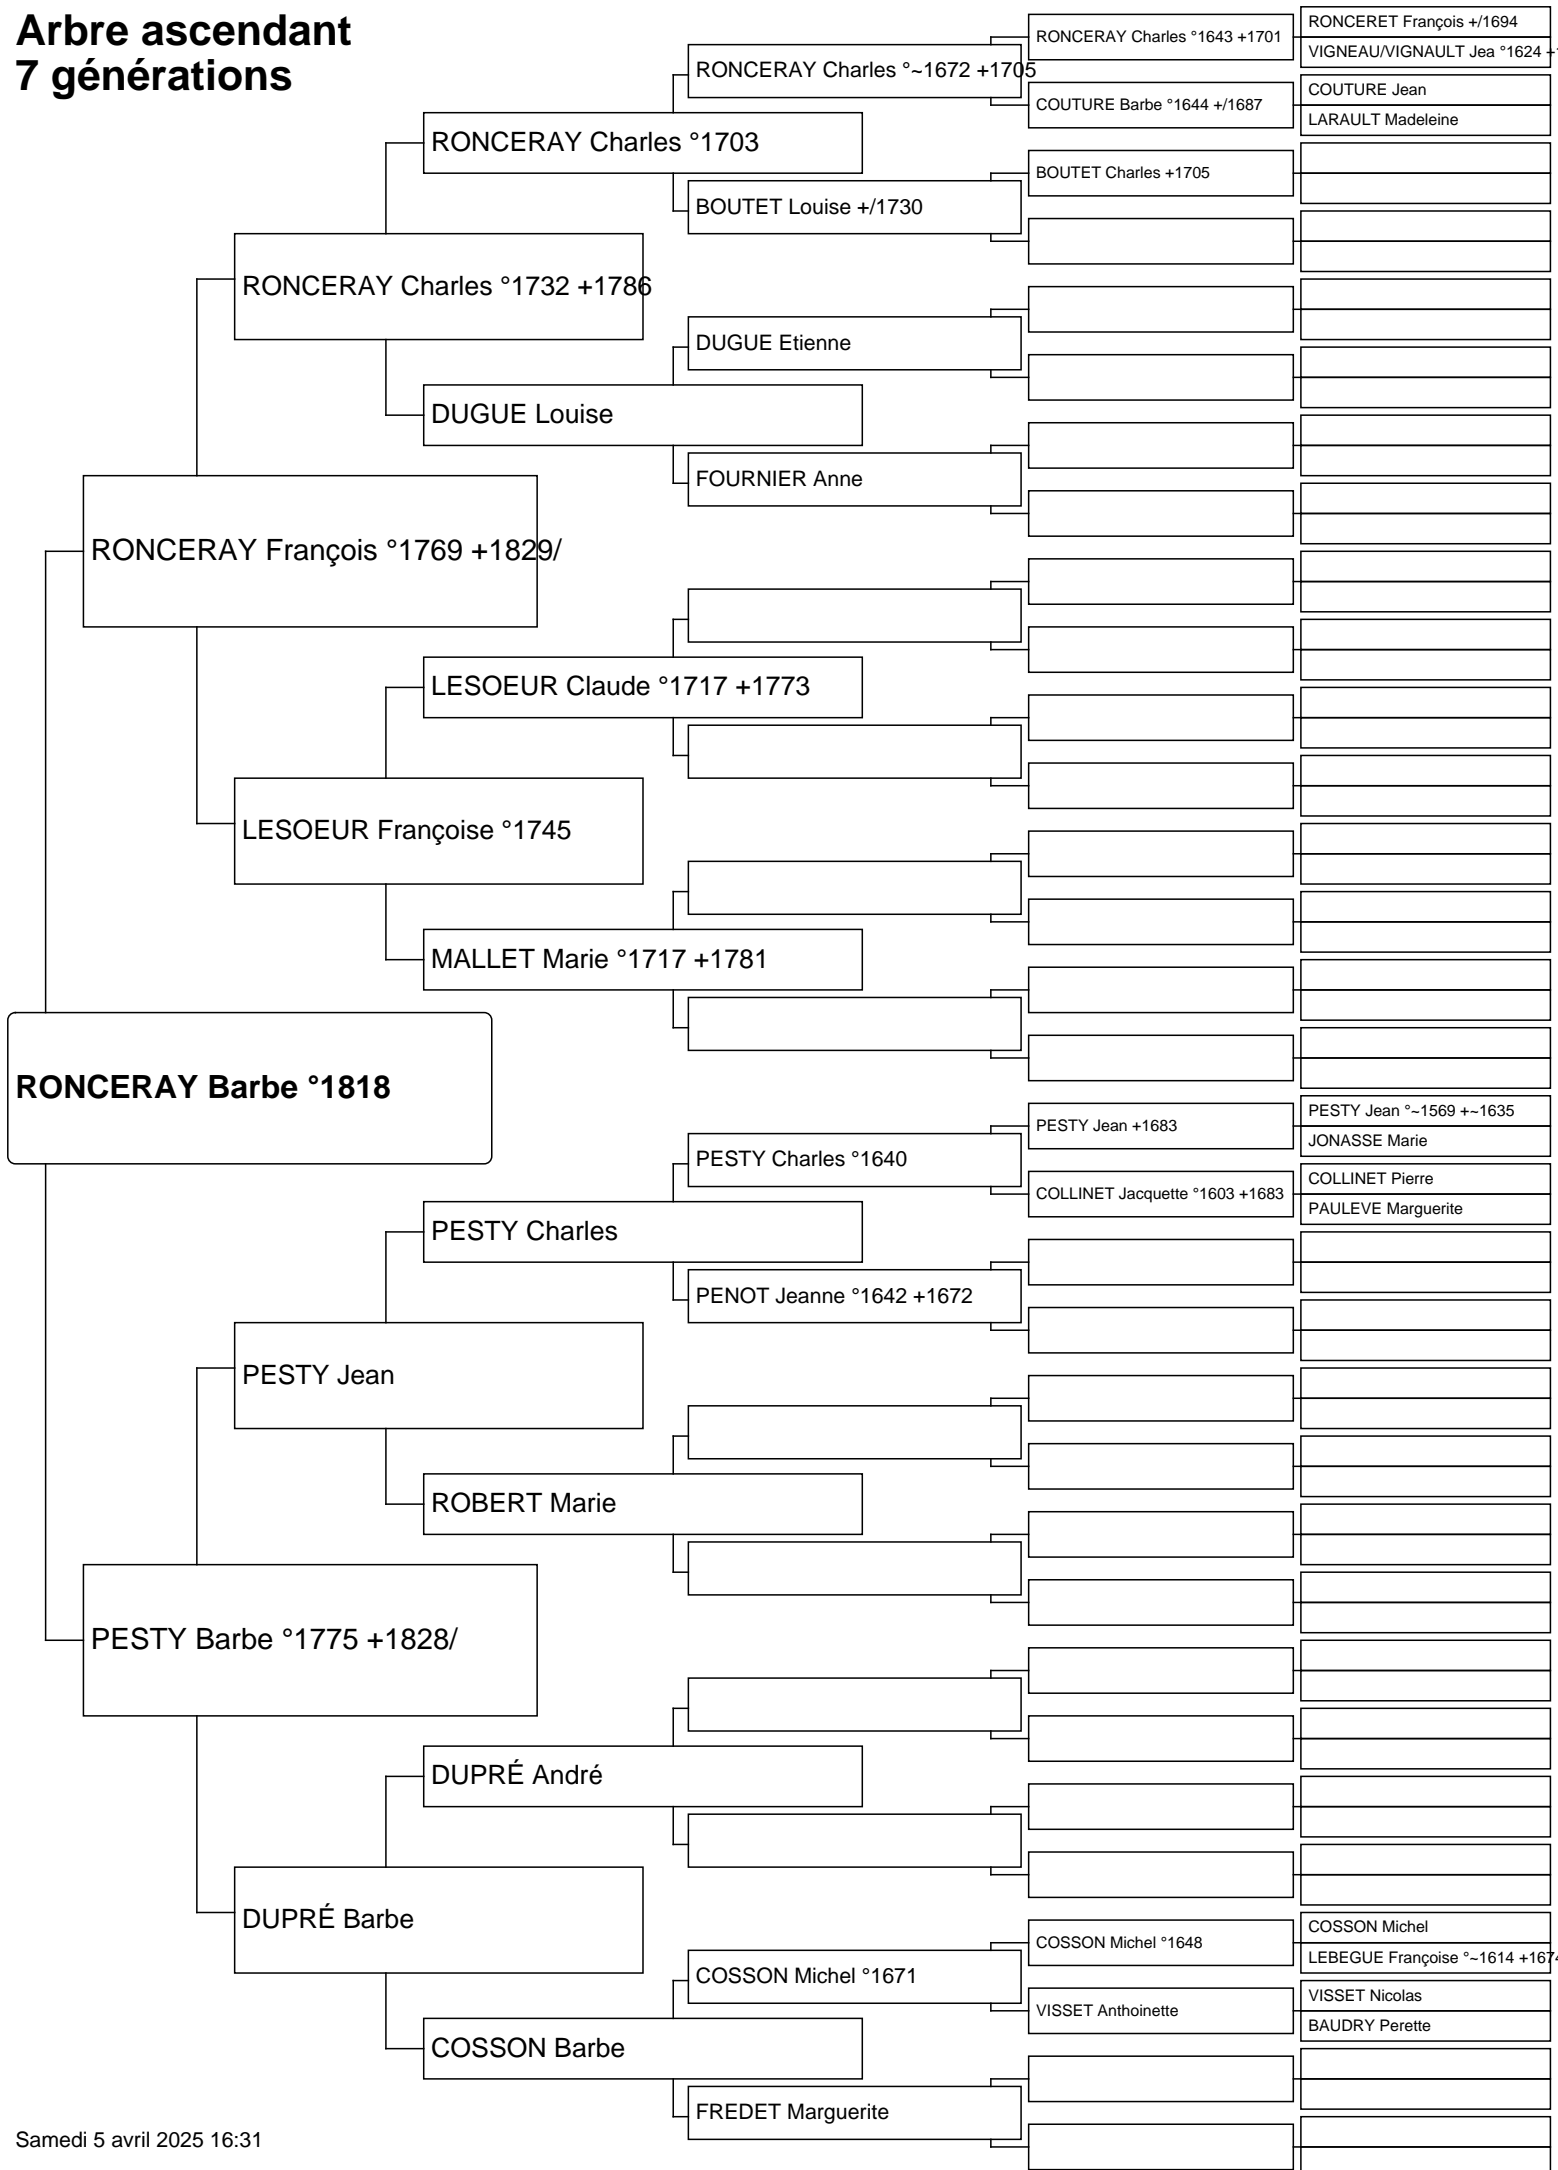 Arbre ascendant
7 générations
RONCERAY Charles °1643 +1701
RONCERET François +/1694
VIGNEAU/VIGNAULT Jea °1624 +
RONCERAY Charles °~1672 +1705
COUTURE Barbe °1644 +/1687
COUTURE Jean
LARAULT Madeleine
RONCERAY Charles °1703
BOUTET Charles +1705
BOUTET Louise +/1730
RONCERAY Charles °1732 +1786
DUGUE Etienne
DUGUE Louise
FOURNIER Anne
RONCERAY François °1769 +1829/
LESOEUR Claude °1717 +1773
LESOEUR Françoise °1745
MALLET Marie °1717 +1781
RONCERAY Barbe °1818
PESTY Jean +1683
PESTY Jean °~1569 +~1635
JONASSE Marie
PESTY Charles °1640
COLLINET Jacquette °1603 +1683
COLLINET Pierre
PAULEVE Marguerite
PESTY Charles
PENOT Jeanne °1642 +1672
PESTY Jean
ROBERT Marie
PESTY Barbe °1775 +1828/
DUPRÉ André
DUPRÉ Barbe
COSSON Michel °1648
COSSON Michel
LEBEGUE Françoise °~1614 +1674
COSSON Michel °1671
VISSET Anthoinette
VISSET Nicolas
BAUDRY Perette
COSSON Barbe
FREDET Marguerite
Samedi 5 avril 2025 16:31